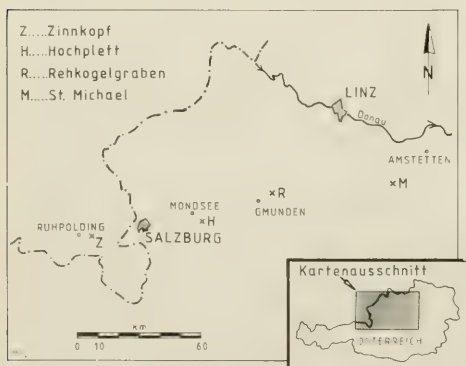 Z.....Zinnkopf
H.....Hochplett
R.....Rehkogelgraben
M.....St. Michael
N
LINZ
Donau
AMSTETTEN
×M
×R
GMUNDEN
MONDSEE
×H
RUHPOLDING
×Z
SALZBURG
Kartenausschnitt
ÖSTERREICH
km
0 10 60